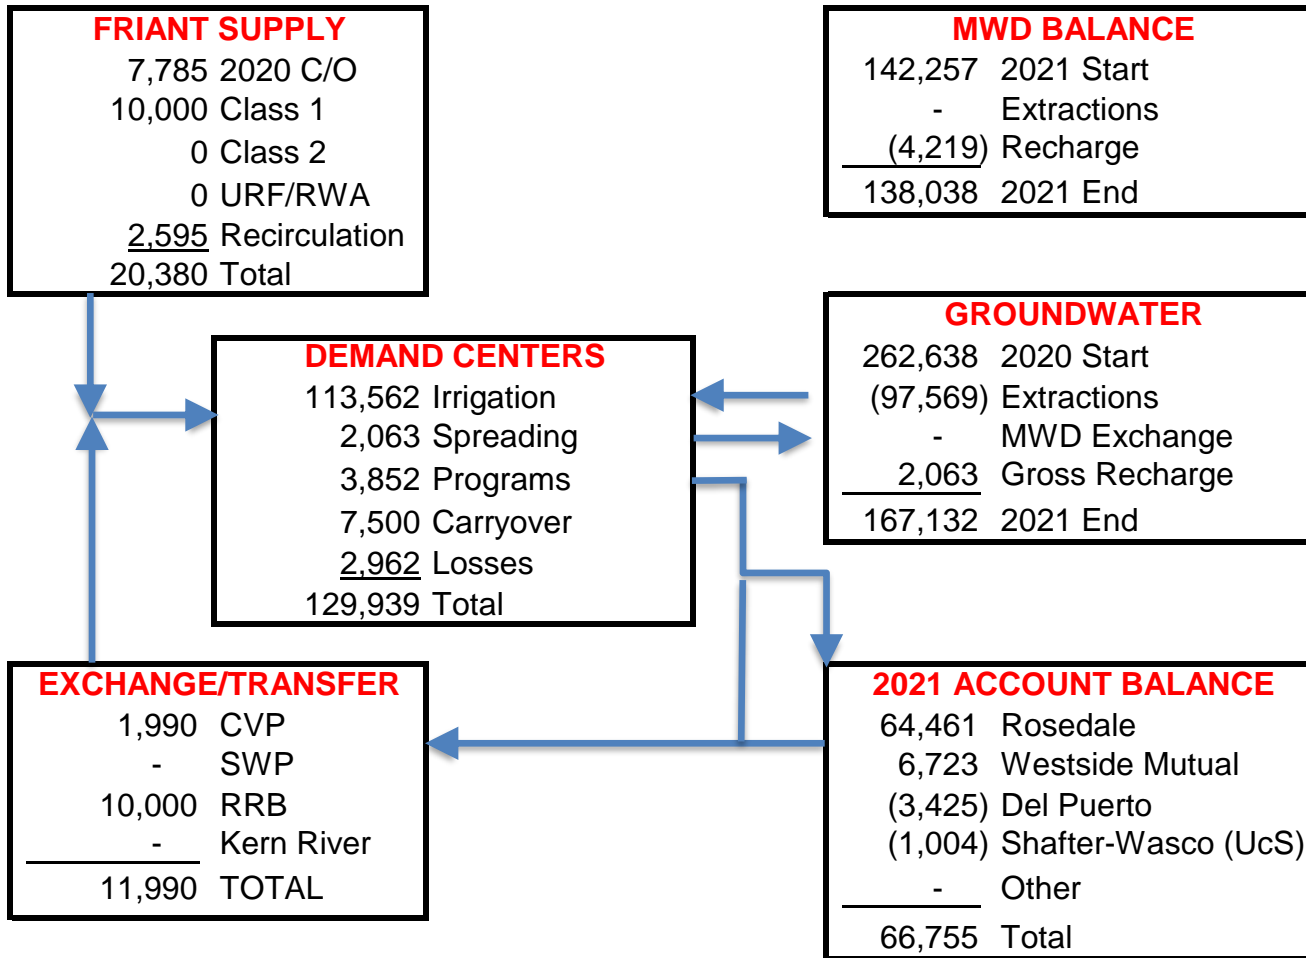 FRIANT SUPPLY
7,785 2020 C/O
10,000 Class 1
0 Class 2
0 URF/RWA
2,595 Recirculation
20,380 Total
MWD BALANCE
142,257 2021 Start
- Extractions
(4,219) Recharge
138,038 2021 End
DEMAND CENTERS
113,562 Irrigation
2,063 Spreading
3,852 Programs
7,500 Carryover
2,962 Losses
129,939 Total
GROUNDWATER
262,638 2020 Start
(97,569) Extractions
- MWD Exchange
2,063 Gross Recharge
167,132 2021 End
EXCHANGE/TRANSFER
1,990 CVP
- SWP
10,000 RRB
- Kern River
11,990 TOTAL
2021 ACCOUNT BALANCE
64,461 Rosedale
6,723 Westside Mutual
(3,425) Del Puerto
(1,004) Shafter-Wasco (UcS)
- Other
66,755 Total